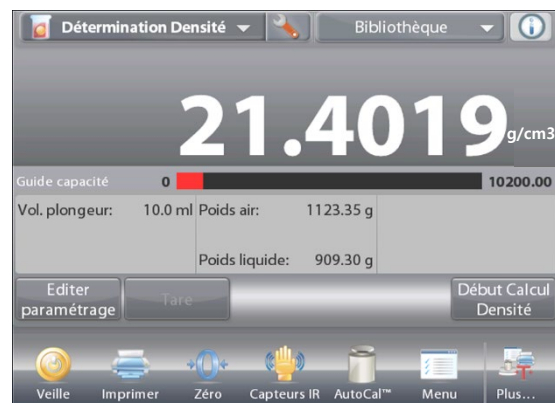 Détermination Densité Bibliothèque
21.4019 g/cm3
Guide capacité 0 10200.00
Vol. plongeur: 10.0 ml Poids air: 1123.35 g
Poids liquide: 909.30 g
Editer paramétrage Tare Début Calcul Densité
Veille Imprimer Zéro Capteurs IR AutoCal™ Menu Plus...